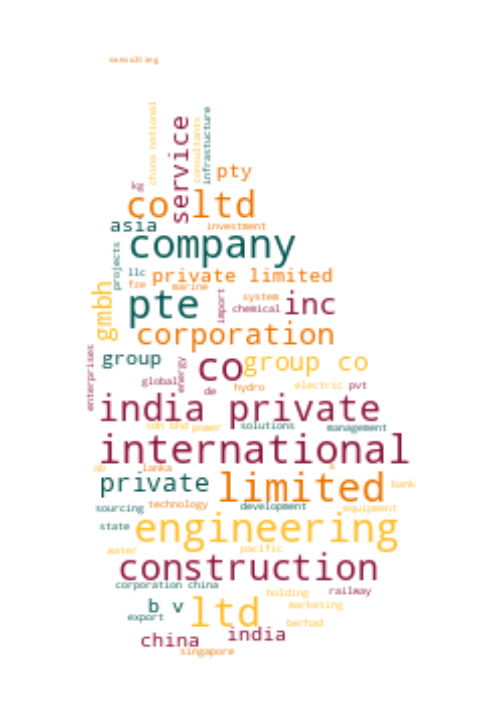 consulting
china national
service
consultants
infrastucture
pty
kg
co ltd
asia
investment
company
projects
llc
private limited
fze
marine
gmbh
pte
import
system
chemical
inc
corporation
enterprises
group
co
group co
energy
global
de
hydro
electric
pvt
india private
sdn bhd
power
solutions
management
international
ab
lanka
s
private
limited
bank
sourcing
technology
development
equipment
state
engineering
water
pacific
construction
corporation china
railway
holding
b v
ltd
marketing
export
berhad
china
india
singapore